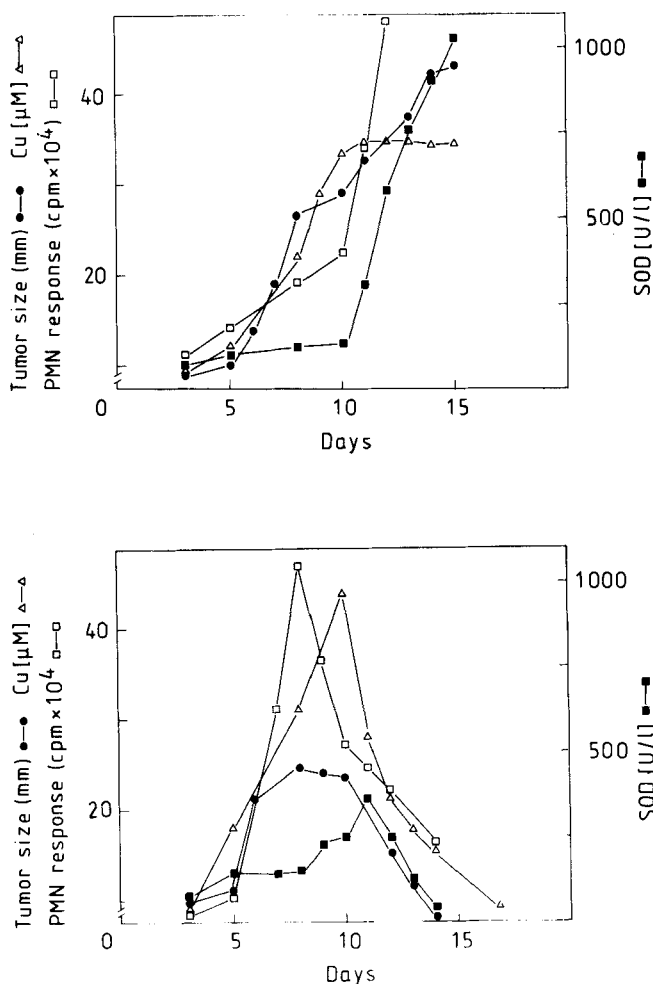 Tumor size (mm) ●—● Cu [μM] △—△
PMN response (cpm×10⁴) □—□
40
20
0
5
10
15
Days
1000
500
SOD [U/l] ■—■
Tumor size (mm) ●—● Cu [μM] △—△
PMN response (cpm×10⁴ □—□
40
20
0
5
10
15
Days
1000
500
SOD [U/l] ■—■